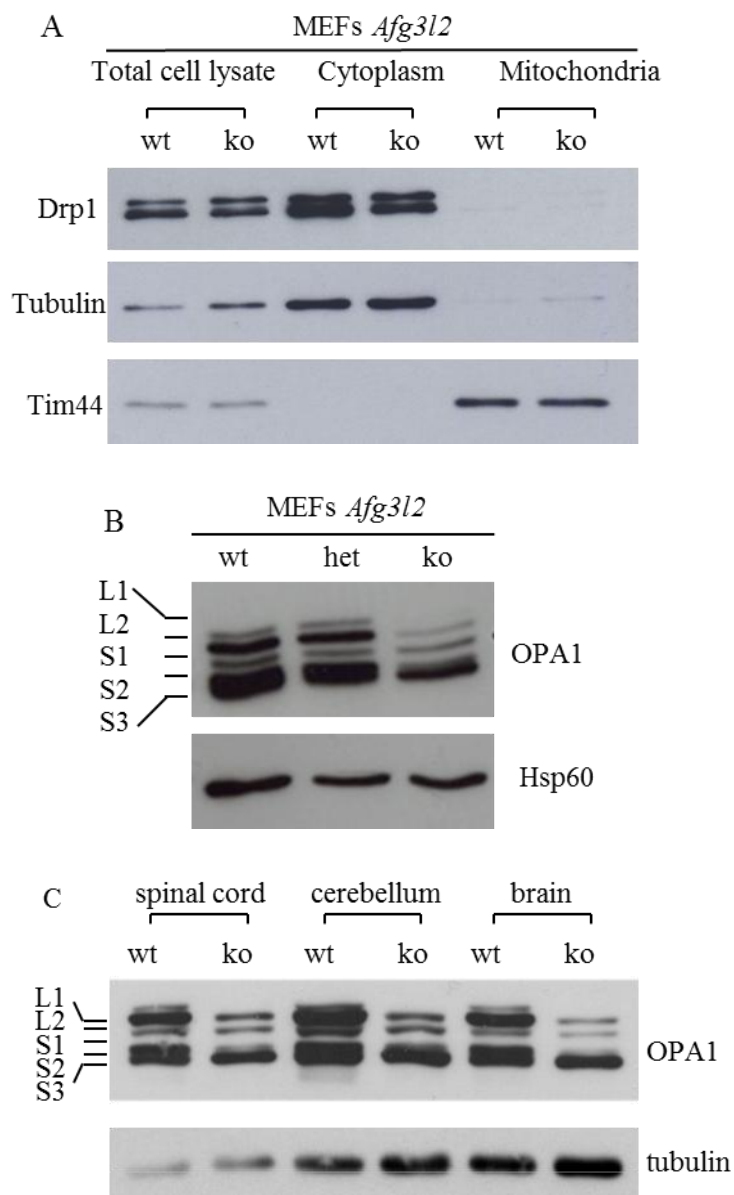 A
MEFs Afg3l2
Total cell lysate Cytoplasm Mitochondria
wt ko wt ko wt ko
Drp1
Tubulin
Tim44
B
MEFs Afg3l2
wt het ko
L1
L2
S1
S2
S3
OPA1
Hsp60
C
spinal cord cerebellum brain
wt ko wt ko wt ko
L1
L2
S1
S2
S3
OPA1
tubulin